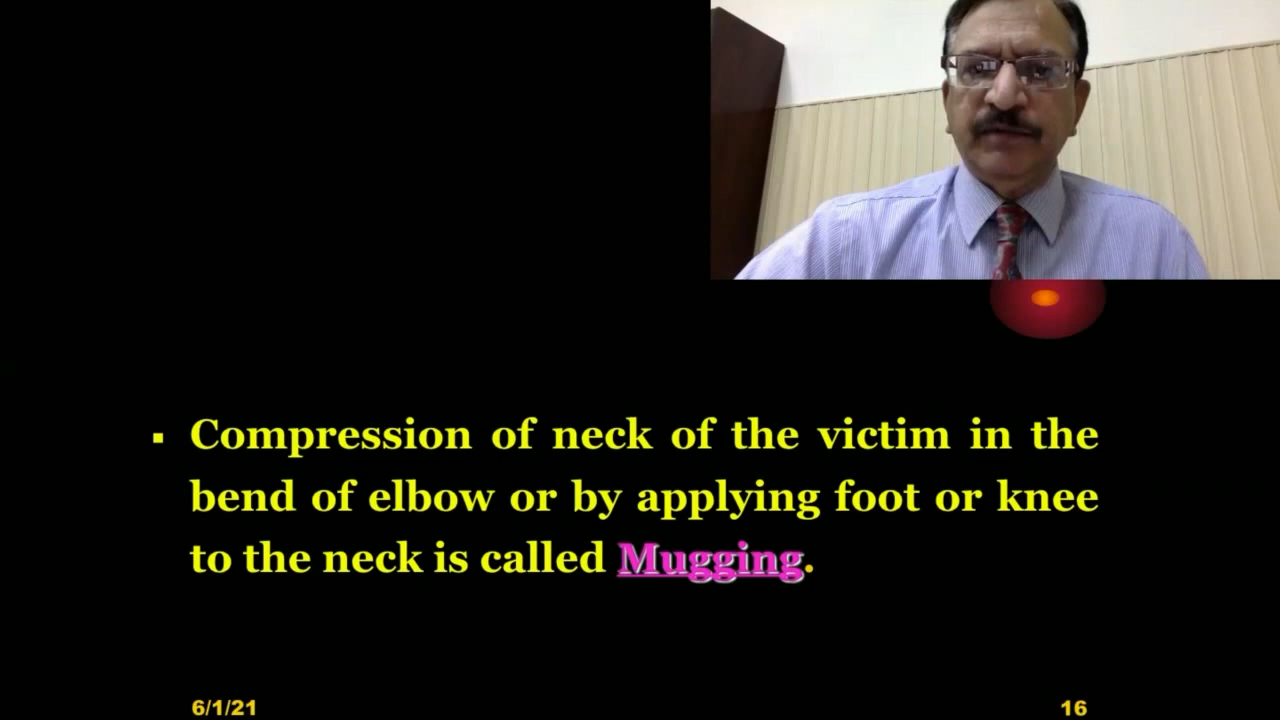 ▪ Compression of neck of the victim in the
bend of elbow or by applying foot or knee
to the neck is called Mugging.
6/1/21
16